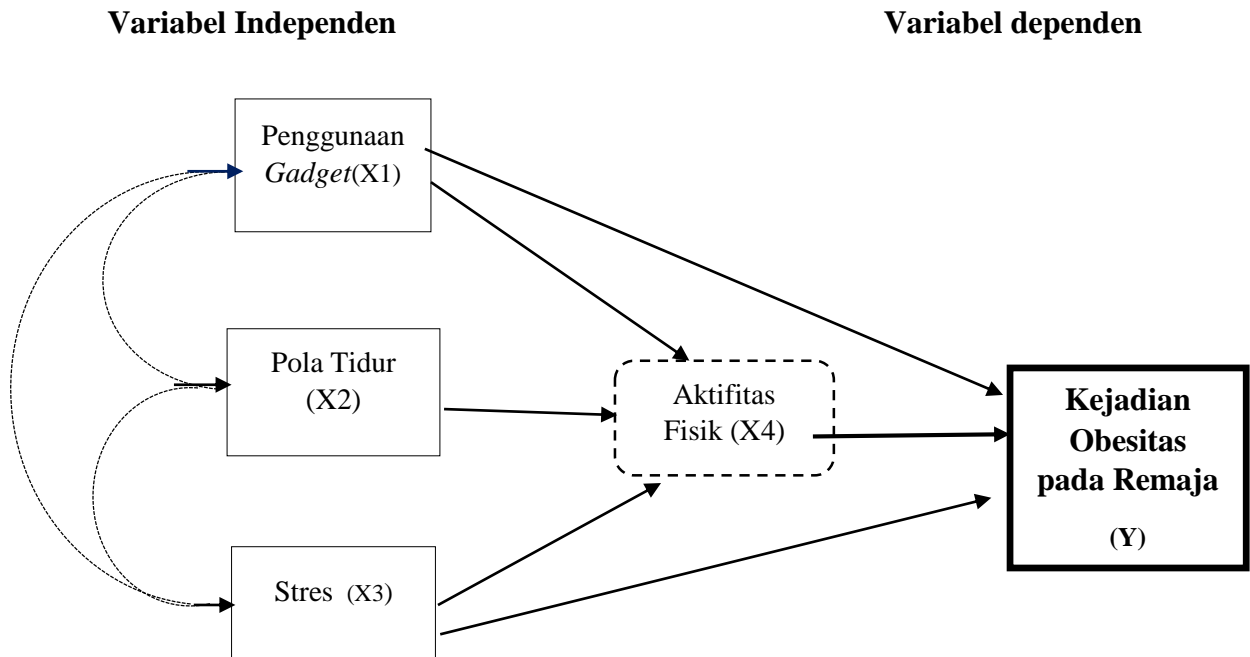 Variabel Independen
Variabel dependen
Penggunaan
Gadget(X1)
Pola Tidur
(X2)
Aktifitas
Fisik (X4)
Kejadian
Obesitas
pada Remaja
(Y)
Stres (X3)